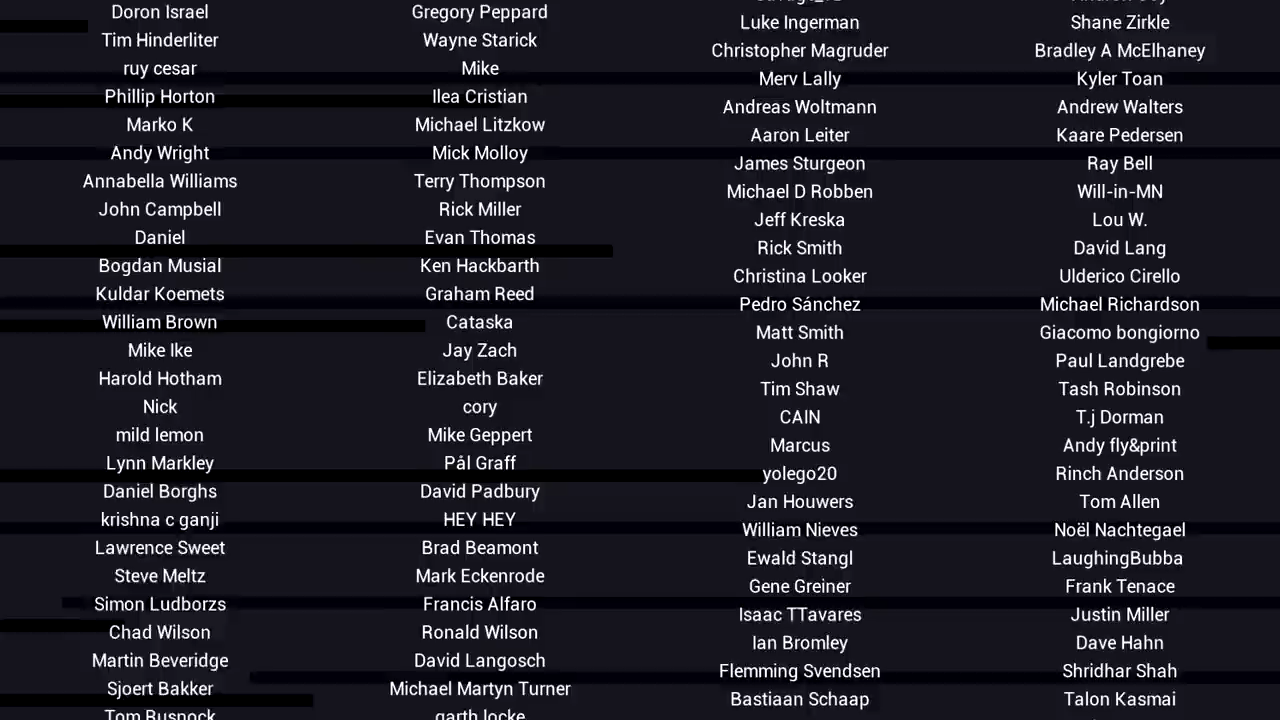 Doron Israel
Tim Hinderliter
ruy cesar
Phillip Horton
Marko K
Andy Wright
Annabella Williams
John Campbell
Daniel
Bogdan Musial
Kuldar Koemets
William Brown
Mike Ike
Harold Hotham
Nick
mild lemon
Lynn Markley
Daniel Borghs
krishna c ganji
Lawrence Sweet
Steve Meltz
Simon Ludborzs
Chad Wilson
Martin Beveridge
Sjoert Bakker
Tom Busnock
Gregory Peppard
Wayne Starick
Mike
Ilea Cristian
Michael Litzkow
Mick Molloy
Terry Thompson
Rick Miller
Evan Thomas
Ken Hackbarth
Graham Reed
Cataska
Jay Zach
Elizabeth Baker
cory
Mike Geppert
Pål Graff
David Padbury
HEY HEY
Brad Beamont
Mark Eckenrode
Francis Alfaro
Ronald Wilson
David Langosch
Michael Martyn Turner
garth locke
Luke Ingerman
Christopher Magruder
Merv Lally
Andreas Woltmann
Aaron Leiter
James Sturgeon
Michael D Robben
Jeff Kreska
Rick Smith
Christina Looker
Pedro Sánchez
Matt Smith
John R
Tim Shaw
CAIN
Marcus
yolego20
Jan Houwers
William Nieves
Ewald Stangl
Gene Greiner
Isaac TTavares
Ian Bromley
Flemming Svendsen
Bastiaan Schaap
Shane Zirkle
Bradley A McElhaney
Kyler Toan
Andrew Walters
Kaare Pedersen
Ray Bell
Will-in-MN
Lou W.
David Lang
Ulderico Cirello
Michael Richardson
Giacomo bongiorno
Paul Landgrebe
Tash Robinson
T.j Dorman
Andy fly&print
Rinch Anderson
Tom Allen
Noël Nachtegael
LaughingBubba
Frank Tenace
Justin Miller
Dave Hahn
Shridhar Shah
Talon Kasmai